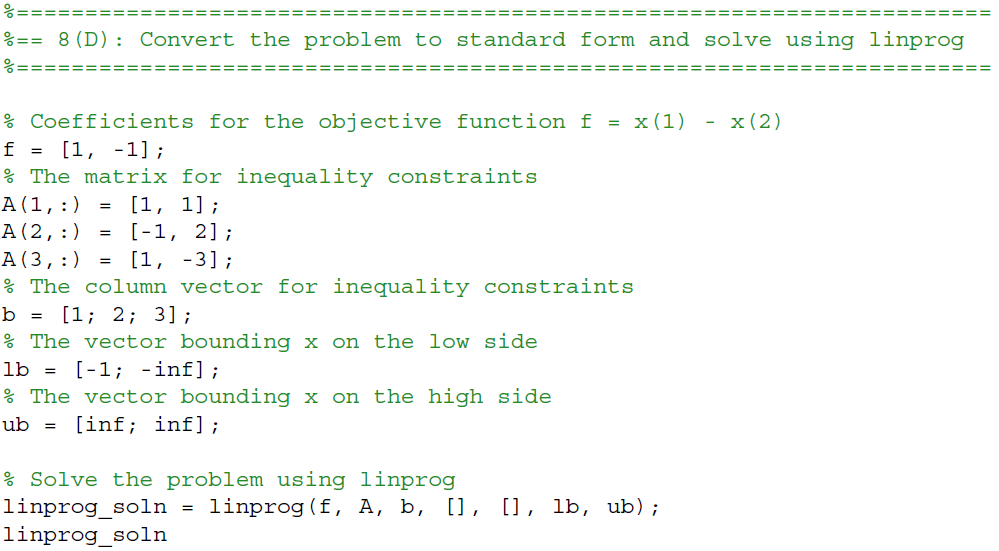 %=======================================================================
%== 8(D): Convert the problem to standard form and solve using linprog
%=======================================================================
% Coefficients for the objective function f = x(1) - x(2)
f = [1, -1];
% The matrix for inequality constraints
A(1,:) = [1, 1];
A(2,:) = [-1, 2];
A(3,:) = [1, -3];
% The column vector for inequality constraints
b = [1; 2; 3];
% The vector bounding x on the low side
lb = [-1; -inf];
% The vector bounding x on the high side
ub = [inf; inf];
% Solve the problem using linprog
linprog_soln = linprog(f, A, b, [], [], lb, ub);
linprog_soln